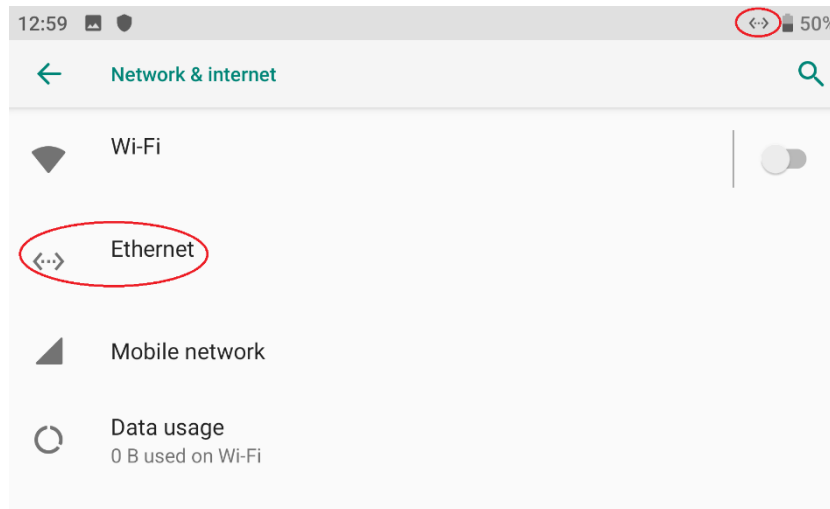 12:59 50%
Network & internet
Wi-Fi
Ethernet
Mobile network
Data usage
0 B used on Wi-Fi